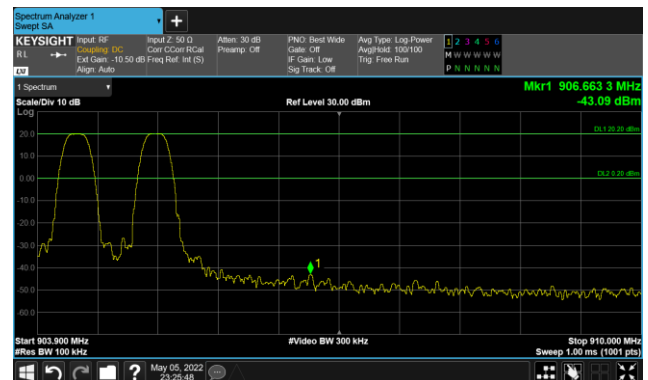 Spectrum Analyzer 1
Swept SA
KEYSIGHT
RL
Input: RF
Coupling: DC
Ext Gain: -10.50 dB
Align: Auto
Input Z: 50 Ω
Corr CCorr RCal
Freq Ref: Int (S)
Atten: 30 dB
Preamp: Off
PNO: Best Wide
Gate: Off
IF Gain: Low
Sig Track: Off
Avg Type: Log-Power
Avg|Hold: 100/100
Trig: Free Run
1 2 3 4 5 6
M W W W W W
P N N N N N
LXI
1 Spectrum
Mkr1 906.663 3 MHz
Scale/Div 10 dB
Ref Level 30.00 dBm
-43.09 dBm
Log
DL1 20.20 dBm
20.0
10.0
DL2 0.20 dBm
0.00
-10.0
-20.0
-30.0
1
-40.0
-50.0
-60.0
Start 903.900 MHz
#Video BW 300 kHz
Stop 910.000 MHz
#Res BW 100 kHz
Sweep 1.00 ms (1001 pts)
?
May 05, 2022
23:25:48